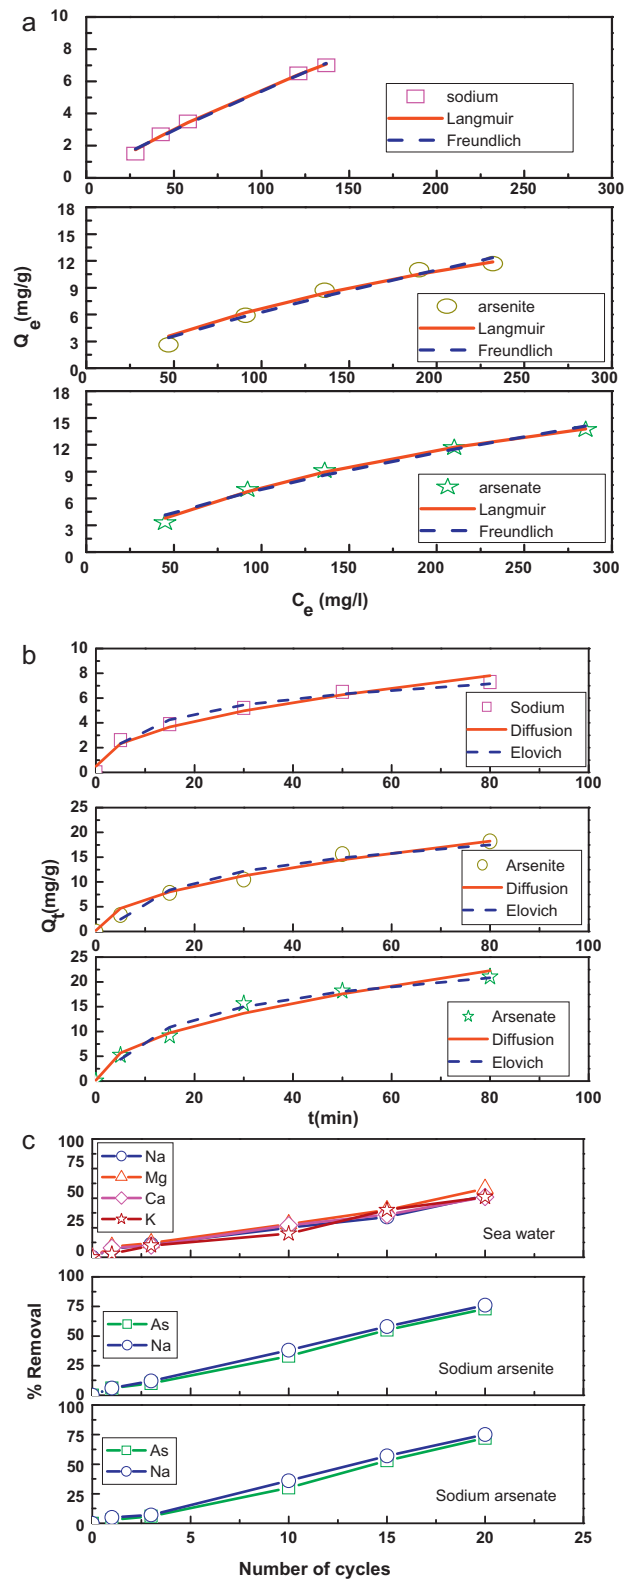 a
10
8
6
4
2
0
sodium
Langmuir
Freundlich
0 50 100 150 200 250 300
18
15
12
9
6
3
0
arsenite
Langmuir
Freundlich
0 50 100 150 200 250 300
Q_e(mg/g)
18
15
12
9
6
3
0
arsenate
Langmuir
Freundlich
0 50 100 150 200 250 300
C_e (mg/l)
b
10
8
6
4
2
0
Sodium
Diffusion
Elovich
0 20 40 60 80 100
25
20
15
10
5
0
Arsenite
Diffusion
Elovich
0 20 40 60 80 100
Q_t(mg/g)
25
20
15
10
5
0
Arsenate
Diffusion
Elovich
0 20 40 60 80 100
t(min)
c
100
75
50
25
0
Na
Mg
Ca
K
Sea water
100
75
50
25
0
As
Na
Sodium arsenite
% Removal
100
75
50
25
0
As
Na
Sodium arsenate
0 5 10 15 20 25
Number of cycles